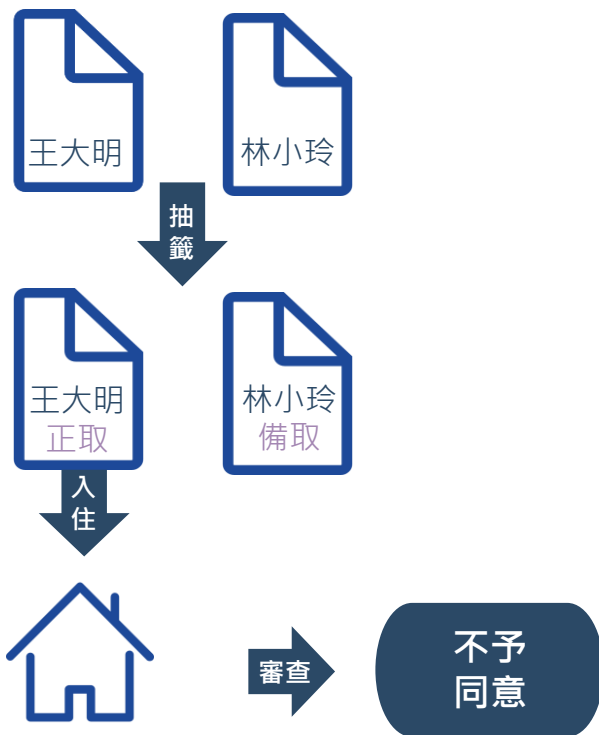 王大明
林小玲
抽
籤
王大明
正取
林小玲
備取
入
住
審查
不予
同意